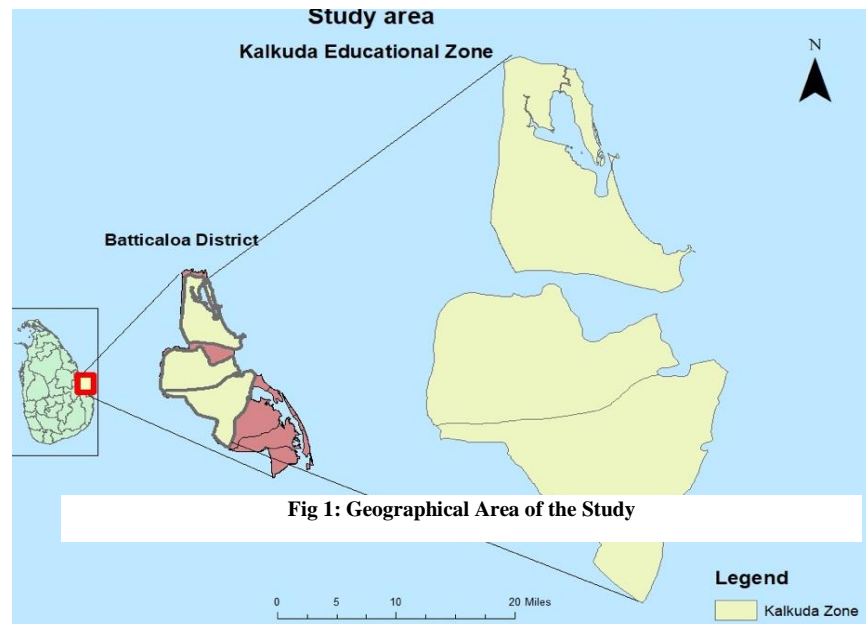 Study area
Kalkuda Educational Zone
N
Batticaloa District
Fig 1: Geographical Area of the Study
Legend
Kalkuda Zone
0 5 10 20 Miles